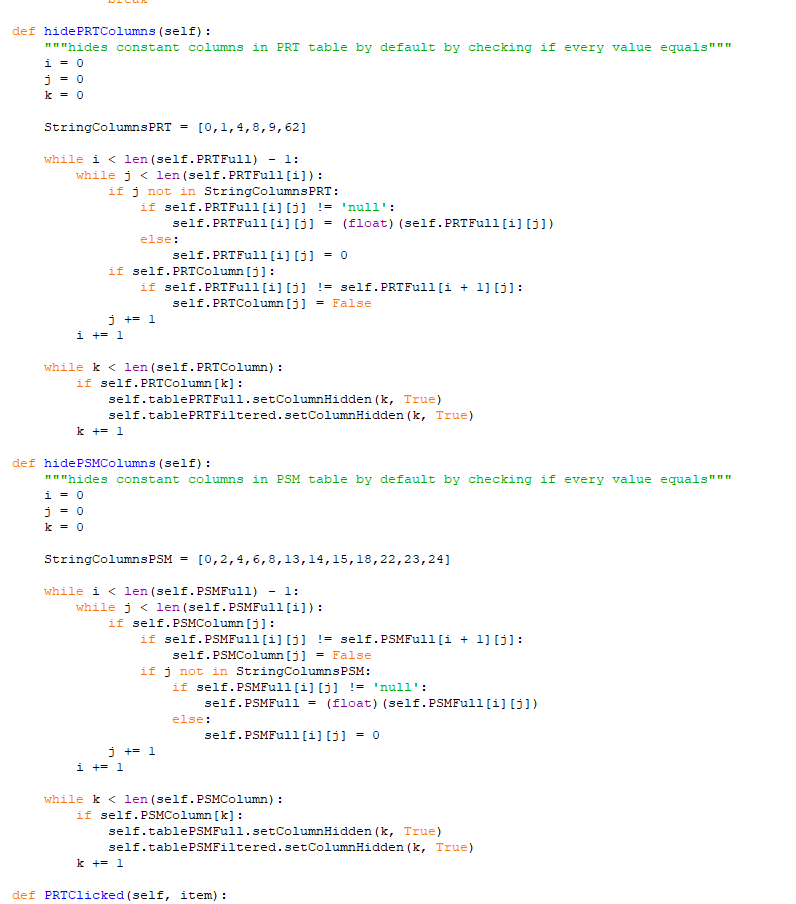 break
def hidePRTColumns(self):
    """hides constant columns in PRT table by default by checking if every value equals"""
    i = 0
    j = 0
    k = 0
    StringColumnsPRT = [0,1,4,8,9,62]
    while i < len(self.PRTFull) - 1:
        while j < len(self.PRTFull[i]):
            if j not in StringColumnsPRT:
                if self.PRTFull[i][j] != 'null':
                    self.PRTFull[i][j] = (float)(self.PRTFull[i][j])
                else:
                    self.PRTFull[i][j] = 0
            if self.PRTColumn[j]:
                if self.PRTFull[i][j] != self.PRTFull[i + 1][j]:
                    self.PRTColumn[j] = False
            j += 1
        i += 1
    while k < len(self.PRTColumn):
        if self.PRTColumn[k]:
            self.tablePRTFull.setColumnHidden(k, True)
            self.tablePRTFiltered.setColumnHidden(k, True)
        k += 1
def hidePSMColumns(self):
    """hides constant columns in PSM table by default by checking if every value equals"""
    i = 0
    j = 0
    k = 0
    StringColumnsPSM = [0,2,4,6,8,13,14,15,18,22,23,24]
    while i < len(self.PSMFull) - 1:
        while j < len(self.PSMFull[i]):
            if self.PSMColumn[j]:
                if self.PSMFull[i][j] != self.PSMFull[i + 1][j]:
                    self.PSMColumn[j] = False
                if j not in StringColumnsPSM:
                    if self.PSMFull[i][j] != 'null':
                        self.PSMFull = (float)(self.PSMFull[i][j])
                    else:
                        self.PSMFull[i][j] = 0
            j += 1
        i += 1
    while k < len(self.PSMColumn):
        if self.PSMColumn[k]:
            self.tablePSMFull.setColumnHidden(k, True)
            self.tablePSMFiltered.setColumnHidden(k, True)
        k += 1
def PRTClicked(self, item):